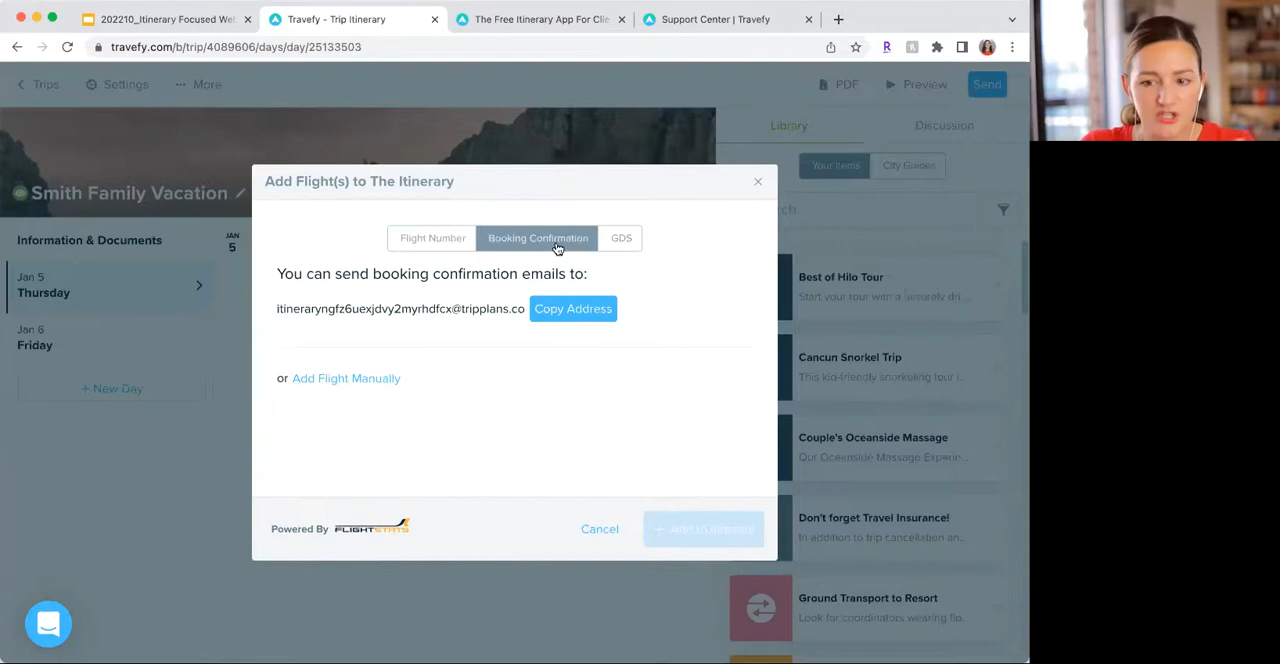 202210_Itinerary Focused We
Travefy - Trip Itinerary
The Free Itinerary App For Clie
Support Center | Travefy
travefy.com/b/trip/4089606/days/day/25133503
Trips
Settings
More
PDF
Preview
Send
Library
Discussion
Your Items
City Guides
Smith Family Vacation
Add Flight(s) to The Itinerary
Flight Number
Booking Confirmation
GDS
You can send booking confirmation emails to:
itineraryngfz6uexjdvy2myrhdfcx@tripplans.co
Copy Address
or Add Flight Manually
Powered By FLIGHTSTATS
Cancel
+ Add to Itinerary
Information & Documents
JAN
5
Jan 5
Thursday
Jan 6
Friday
+ New Day
Best of Hilo Tour
Start your tour with a leisurely dri...
Cancun Snorkel Trip
This kid-friendly snorkeling tour i...
Couple's Oceanside Massage
Our Oceanside Massage Experie...
Don't forget Travel Insurance!
In addition to trip cancellation an...
Ground Transport to Resort
Look for coordinators wearing flo...